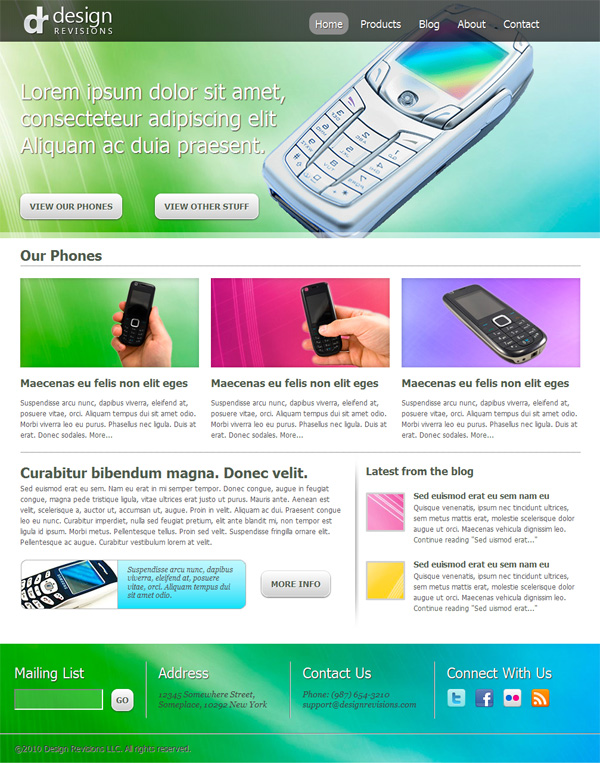 design
REVISIONS
Home Products Blog About Contact
Lorem ipsum dolor sit amet,
consecteteur adipiscing elit
Aliquam ac duia praesent.
VIEW OUR PHONES VIEW OTHER STUFF
Our Phones
Maecenas eu felis non elit eges
Suspendisse arcu nunc, dapibus viverra, eleifend at,
posuere vitae, orci. Aliquam tempus dui sit amet odio.
Morbi viverra leo eu purus. Phasellus nec ligula. Duis at
erat. Donec sodales. More...
Maecenas eu felis non elit eges
Suspendisse arcu nunc, dapibus viverra, eleifend at,
posuere vitae, orci. Aliquam tempus dui sit amet odio.
Morbi viverra leo eu purus. Phasellus nec ligula. Duis at
erat. Donec sodales. More...
Maecenas eu felis non elit eges
Suspendisse arcu nunc, dapibus viverra, eleifend at,
posuere vitae, orci. Aliquam tempus dui sit amet odio.
Morbi viverra leo eu purus. Phasellus nec ligula. Duis at
erat. Donec sodales. More...
Curabitur bibendum magna. Donec velit.
Sed euismod erat eu sem. Nam eu erat in mi semper tempor. Donec congue, augue in feugiat
congue, magna pede tristique ligula, vitae ultrices erat justo ut purus. Mauris ante. Aenean est
velit, scelerisque a, auctor ut, accumsan ut, augue. Proin in velit. Aliquam ac dui. Praesent congue
leo eu nunc. Curabitur imperdiet, nulla sed feugiat pretium, elit ante blandit mi, non tempor est
ligula id ipsum. Morbi metus. Pellentesque tellus. Proin sed velit. Suspendisse fringilla ornare elit.
Pellentesque ac augue. Curabitur vestibulum lorem at velit.
Suspendisse arcu nunc, dapibus
viverra, eleifend at, posuere
vitae, orci. Aliquam tempus dui
sit amet odio.
MORE INFO
Latest from the blog
Sed euismod erat eu sem nam eu
Quisque venenatis, ipsum nec tincidunt ultrices,
sem metus mattis erat, molestie scelerisque dolor
augue ut orci. Maecenas vehicula dignissim leo.
Continue reading "Sed euismod erat..."
Sed euismod erat eu sem nam eu
Quisque venenatis, ipsum nec tincidunt ultrices,
sem metus mattis erat, molestie scelerisque dolor
augue ut orci. Maecenas vehicula dignissim leo.
Continue reading "Sed uismod erat..."
Mailing List
GO
Address
12345 Somewhere Street,
Someplace, 10292 New York
Contact Us
Phone: (987) 654-3210
support@designrevisions.com
Connect With Us
©2010 Design Revisions LLC. All rights reserved.